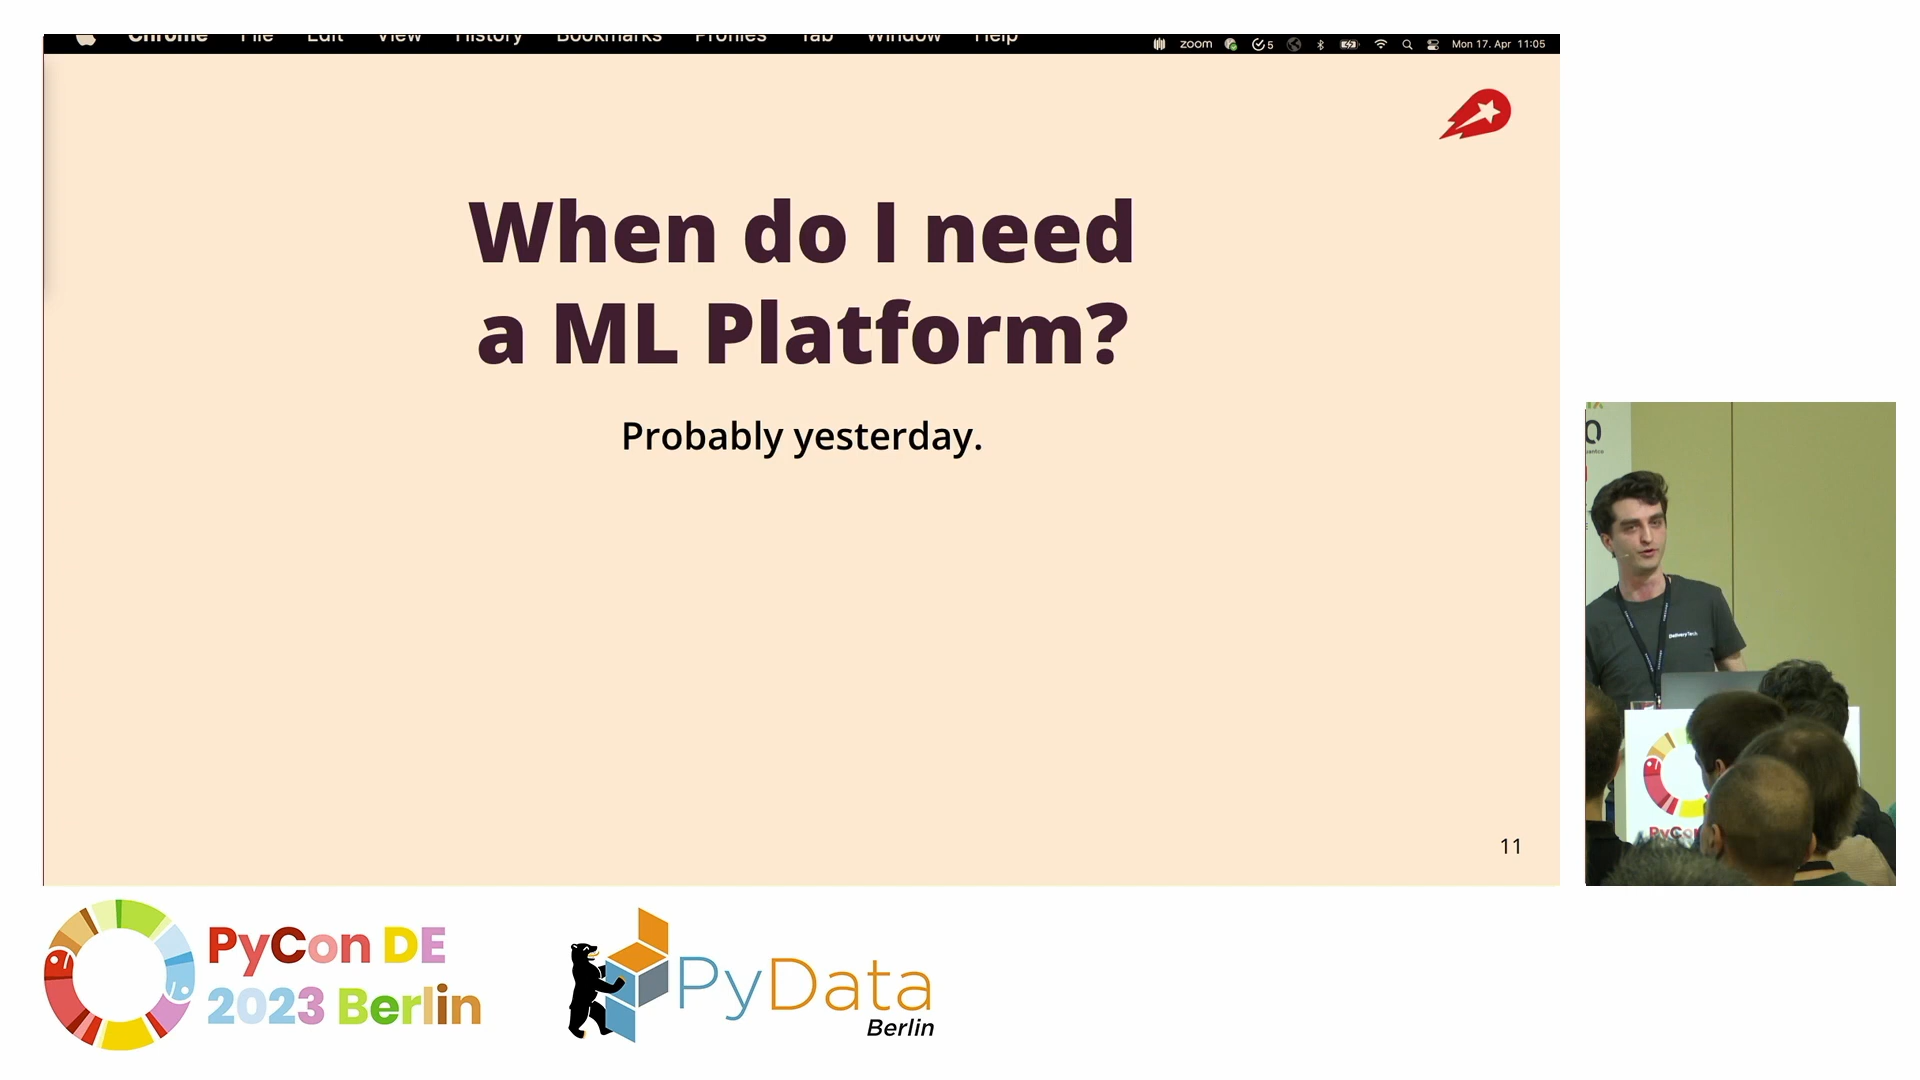 Chrome File Edit View History Bookmarks Profiles Tab Window Help
zoom 5 Mon 17. Apr 11:05
When do I need
a ML Platform?
Probably yesterday.
11
DeliveryTech
PyCon DE
2023 Berlin
PyData
Berlin